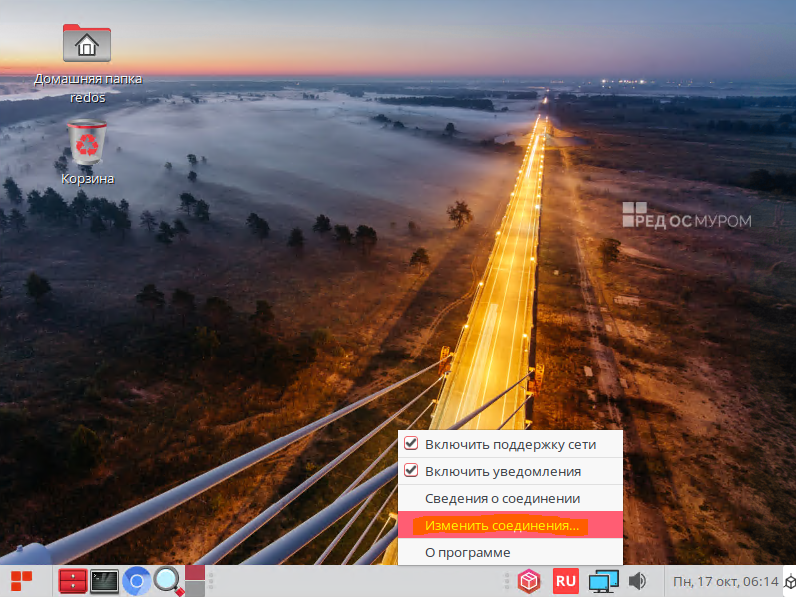 Домашняя папка
redos
Корзина
РЕД ОС МУРОМ
Включить поддержку сети
Включить уведомления
Сведения о соединении
Изменить соединения...
О программе
RU
Пн, 17 окт, 06:14